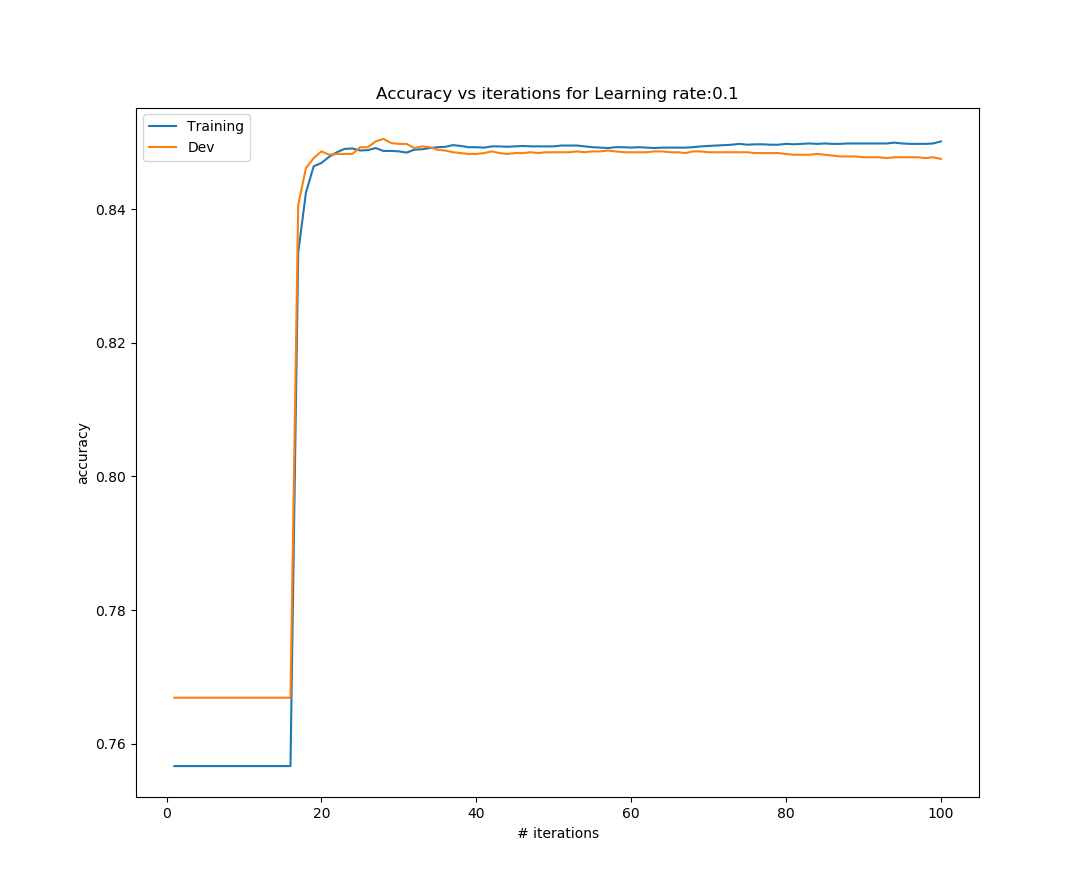 Accuracy vs iterations for Learning rate:0.1
Training
Dev
accuracy
0.84
0.82
0.80
0.78
0.76
0 20 40 60 80 100
# iterations